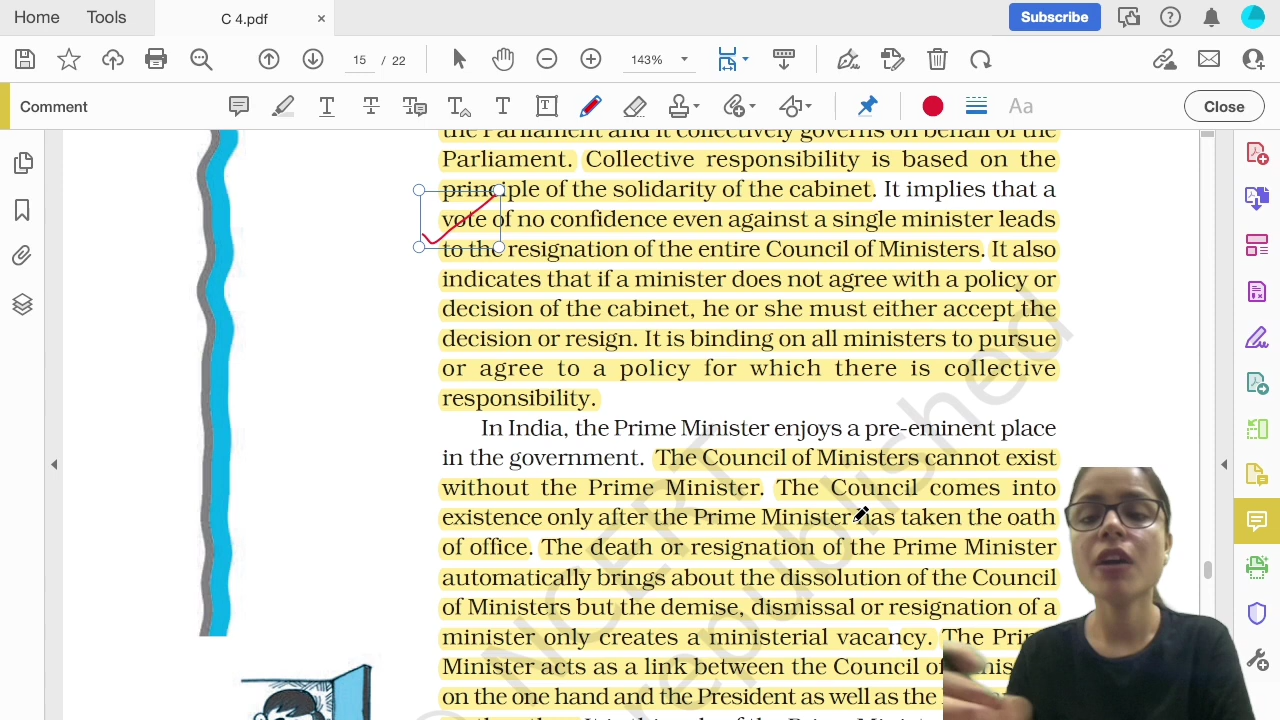 Home Tools C 4.pdf × Subscribe
15 / 22 143%
Comment Aa Close
the Parliament and it collectively governs on behalf of the
Parliament. Collective responsibility is based on the
principle of the solidarity of the cabinet. It implies that a
vote of no confidence even against a single minister leads
to the resignation of the entire Council of Ministers. It also
indicates that if a minister does not agree with a policy or
decision of the cabinet, he or she must either accept the
decision or resign. It is binding on all ministers to pursue
or agree to a policy for which there is collective
responsibility.
In India, the Prime Minister enjoys a pre-eminent place
in the government. The Council of Ministers cannot exist
without the Prime Minister. The Council comes into
existence only after the Prime Minister has taken the oath
of office. The death or resignation of the Prime Minister
automatically brings about the dissolution of the Council
of Ministers but the demise, dismissal or resignation of a
minister only creates a ministerial vacancy. The Prime
Minister acts as a link between the Council of
on the one hand and the President as well as the
NCERT
republished